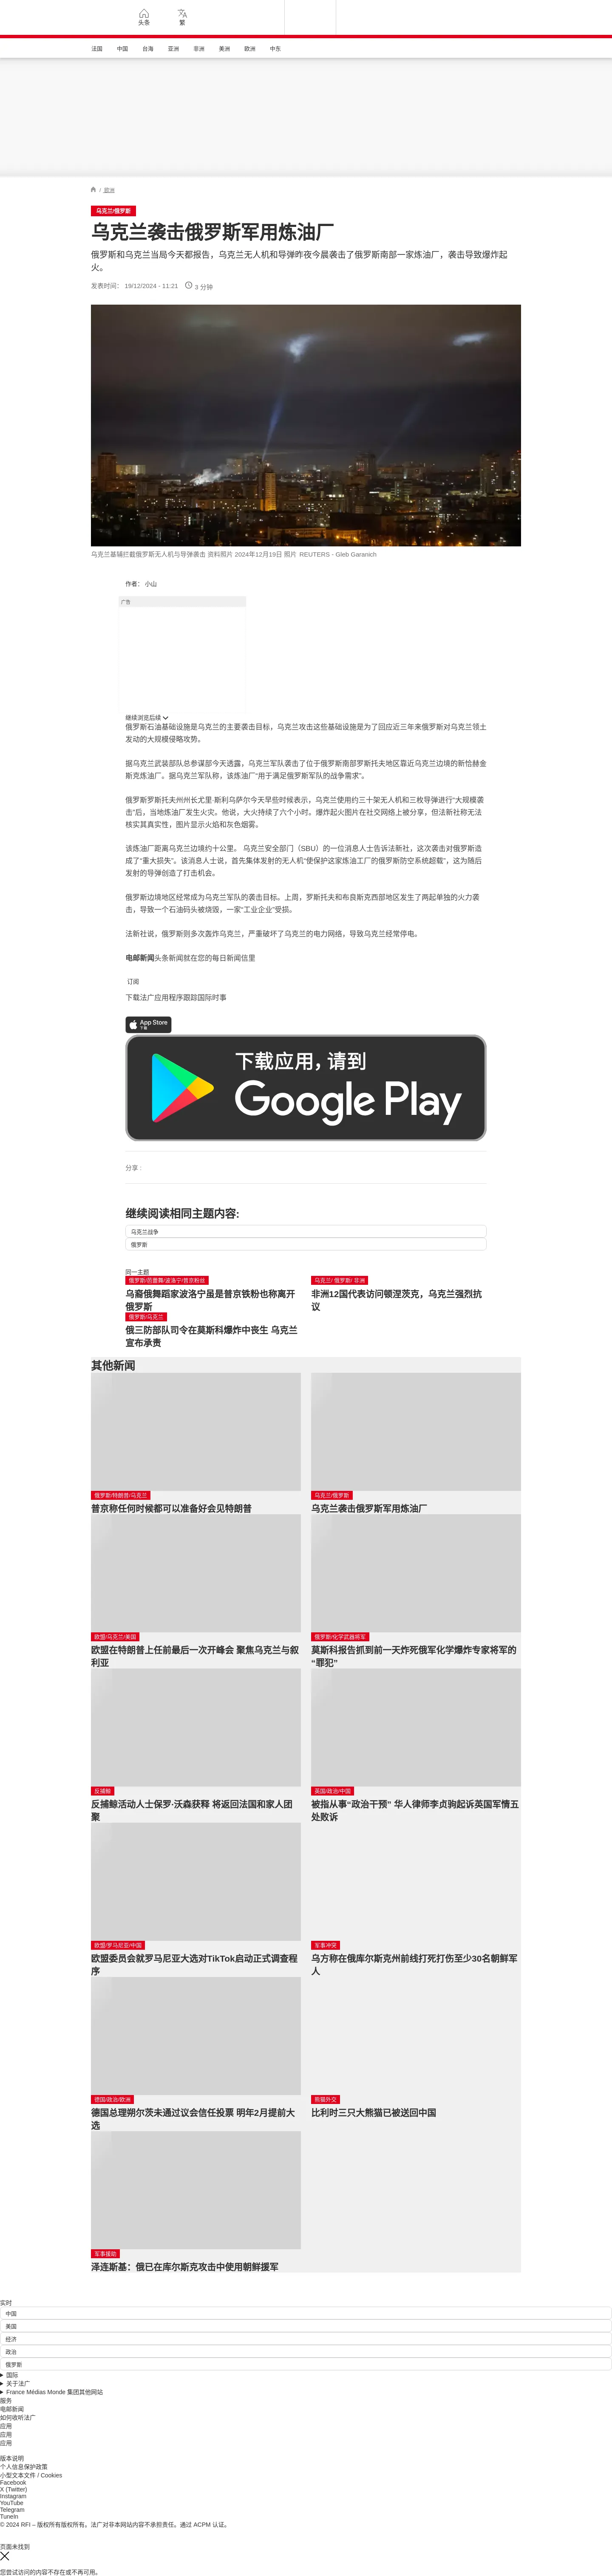 头条
繁
法国 中国 台海 亚洲 非洲 美洲 欧洲 中东
/ 欧洲
乌克兰/俄罗斯
乌克兰袭击俄罗斯军用炼油厂
俄罗斯和乌克兰当局今天都报告，乌克兰无人机和导弹昨夜今晨袭击了俄罗斯南部一家炼油厂，袭击导致爆炸起
火。
发表时间： 19/12/2024 - 11:21 3 分钟
乌克兰基辅拦截俄罗斯无人机与导弹袭击 资料照片 2024年12月19日 照片 REUTERS - Gleb Garanich
作者： 小山
广告
继续浏览后续
俄罗斯石油基础设施是乌克兰的主要袭击目标，乌克兰攻击这些基础设施是为了回应近三年来俄罗斯对乌克兰领土
发动的大规模侵略攻势。
据乌克兰武装部队总参谋部今天透露，乌克兰军队袭击了位于俄罗斯南部罗斯托夫地区靠近乌克兰边境的新恰赫金
斯克炼油厂。据乌克兰军队称，该炼油厂“用于满足俄罗斯军队的战争需求”。
俄罗斯罗斯托夫州州长尤里·斯利乌萨尔今天早些时候表示，乌克兰使用约三十架无人机和三枚导弹进行“大规模袭
击”后，当地炼油厂发生火灾。他说，大火持续了六个小时。爆炸起火图片在社交网络上被分享，但法新社称无法
核实其真实性，图片显示火焰和灰色烟雾。
该炼油厂距离乌克兰边境约十公里。 乌克兰安全部门（SBU）的一位消息人士告诉法新社，这次袭击对俄罗斯造
成了“重大损失”。该消息人士说，首先集体发射的无人机“使保护这家炼油工厂的俄罗斯防空系统超载”，这为随后
发射的导弹创造了打击机会。
俄罗斯边境地区经常成为乌克兰军队的袭击目标。上周，罗斯托夫和布良斯克西部地区发生了两起单独的火力袭
击，导致一个石油码头被烧毁，一家“工业企业”受损。
法新社说，俄罗斯则多次轰炸乌克兰，严重破坏了乌克兰的电力网络，导致乌克兰经常停电。
电邮新闻头条新闻就在您的每日新闻信里
订阅
下载法广应用程序跟踪国际时事
App Store
下载
下载应用，请到
Google Play
分享 :
继续阅读相同主题内容:
乌克兰战争
俄罗斯
同一主题
俄罗斯/芭蕾舞/波洛宁/普京粉丝
乌裔俄舞蹈家波洛宁虽是普京铁粉也称离开
俄罗斯
乌克兰/ 俄罗斯/ 非洲
非洲12国代表访问顿涅茨克，乌克兰强烈抗
议
俄罗斯/乌克兰
俄三防部队司令在莫斯科爆炸中丧生 乌克兰
宣布承责
其他新闻
俄罗斯/特朗普/乌克兰
普京称任何时候都可以准备好会见特朗普
乌克兰/俄罗斯
乌克兰袭击俄罗斯军用炼油厂
欧盟/乌克兰/美国
欧盟在特朗普上任前最后一次开峰会 聚焦乌克兰与叙
利亚
俄罗斯/化学武器将军
莫斯科报告抓到前一天炸死俄军化学爆炸专家将军的
“罪犯”
反捕鲸
反捕鲸活动人士保罗·沃森获释 将返回法国和家人团
聚
英国/政治/中国
被指从事“政治干预” 华人律师李贞驹起诉英国军情五
处败诉
欧盟/罗马尼亚/中国
欧盟委员会就罗马尼亚大选对TikTok启动正式调查程
序
军事冲突
乌方称在俄库尔斯克州前线打死打伤至少30名朝鲜军
人
德国/政治/欧洲
德国总理朔尔茨未通过议会信任投票 明年2月提前大
选
熊猫外交
比利时三只大熊猫已被送回中国
军事援助
泽连斯基：俄已在库尔斯克攻击中使用朝鲜援军
实时
中国
美国
经济
政治
俄罗斯
国际
关于法广
France Médias Monde 集团其他网站
服务
电邮新闻
如何收听法广
应用
应用
应用
版本说明
个人信息保护政策
小型文本文件 / Cookies
Facebook
X (Twitter)
Instagram
YouTube
Telegram
TuneIn
© 2024 RFI – 版权所有版权所有。法广对非本网站内容不承担责任。通过 ACPM 认证。
页面未找到
您尝试访问的内容不存在或不再可用。